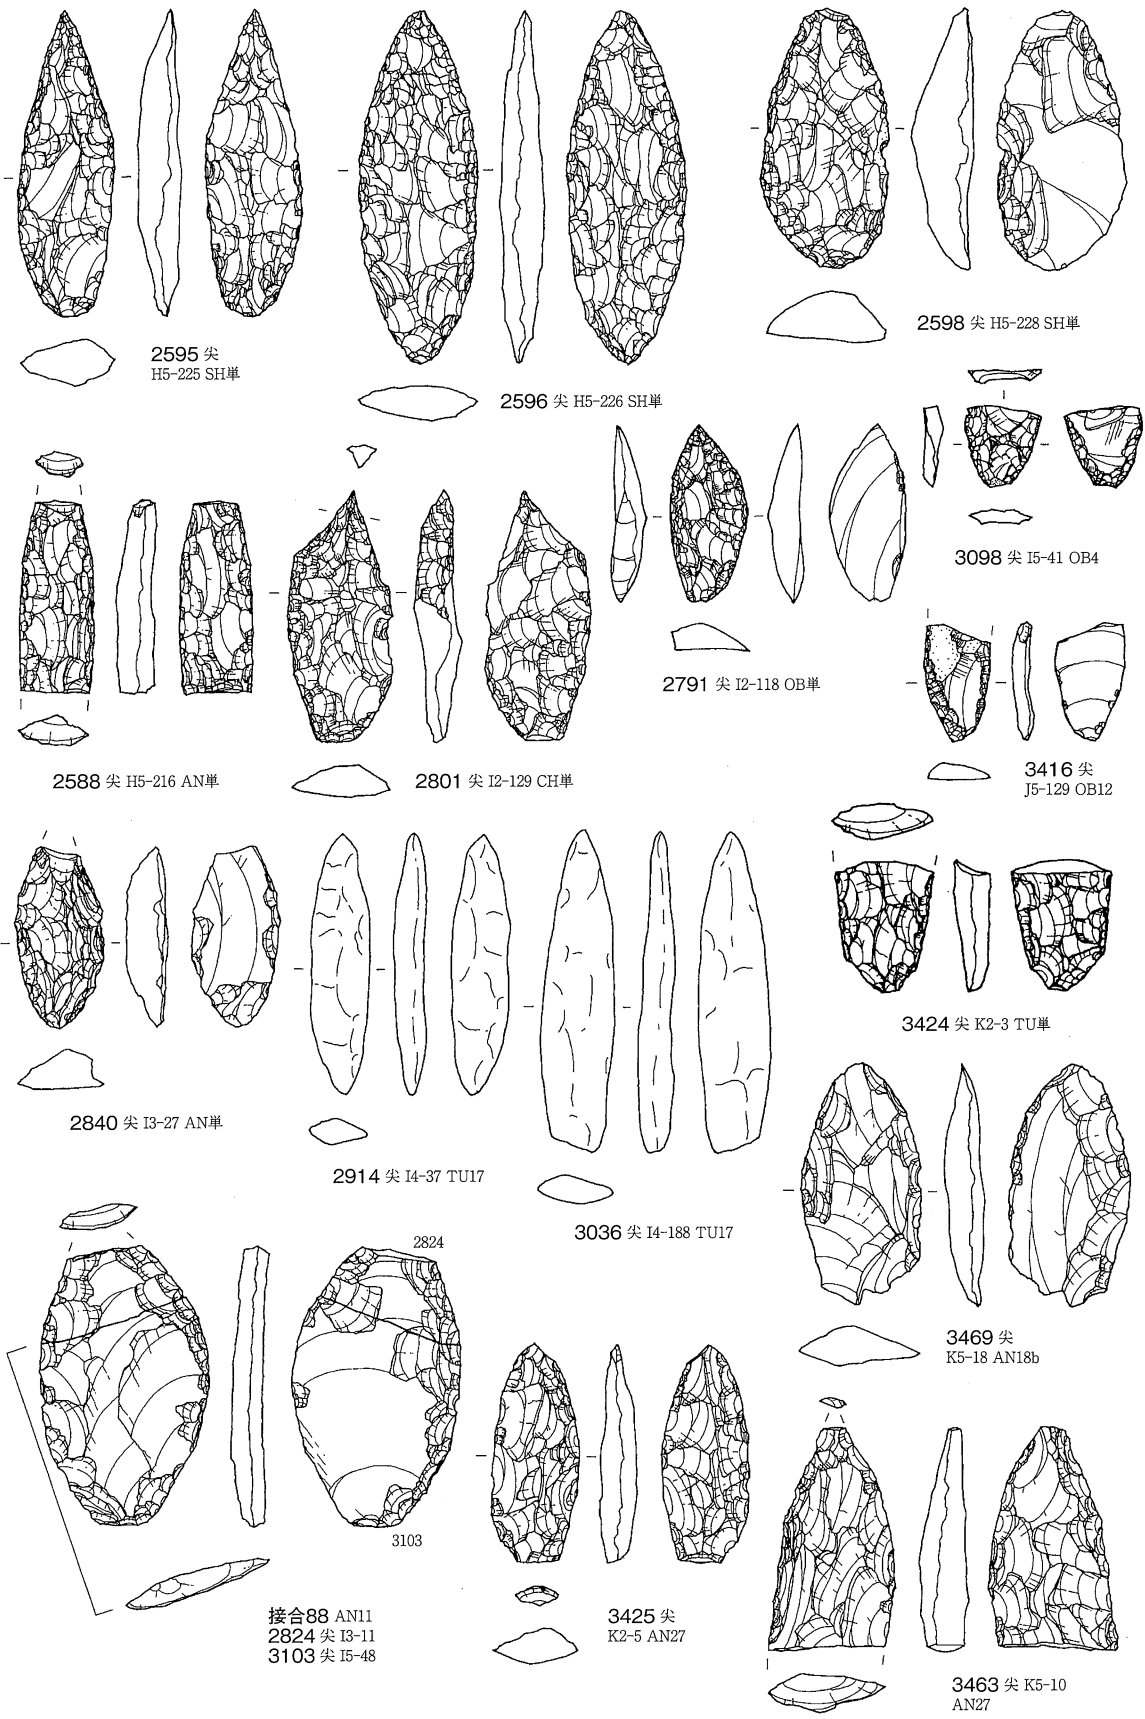 2595 尖
H5-225 SH単
2596 尖 H5-226 SH単
2598 尖 H5-228 SH単
2588 尖 H5-216 AN単
2801 尖 I2-129 CH単
2791 尖 I2-118 OB単
3098 尖 I5-41 OB4
3416 尖
J5-129 OB12
2840 尖 I3-27 AN単
2914 尖 I4-37 TU17
3036 尖 I4-188 TU17
3424 尖 K2-3 TU単
3469 尖
K5-18 AN18b
2824
3103
接合88 AN11
2824 尖 I3-11
3103 尖 I5-48
3425 尖
K2-5 AN27
3463 尖 K5-10
AN27